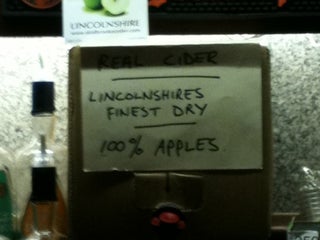 LINCOLNSHIRE
REAL CIDER
LINCOLNSHIRES
FINEST DRY
100% APPLES.